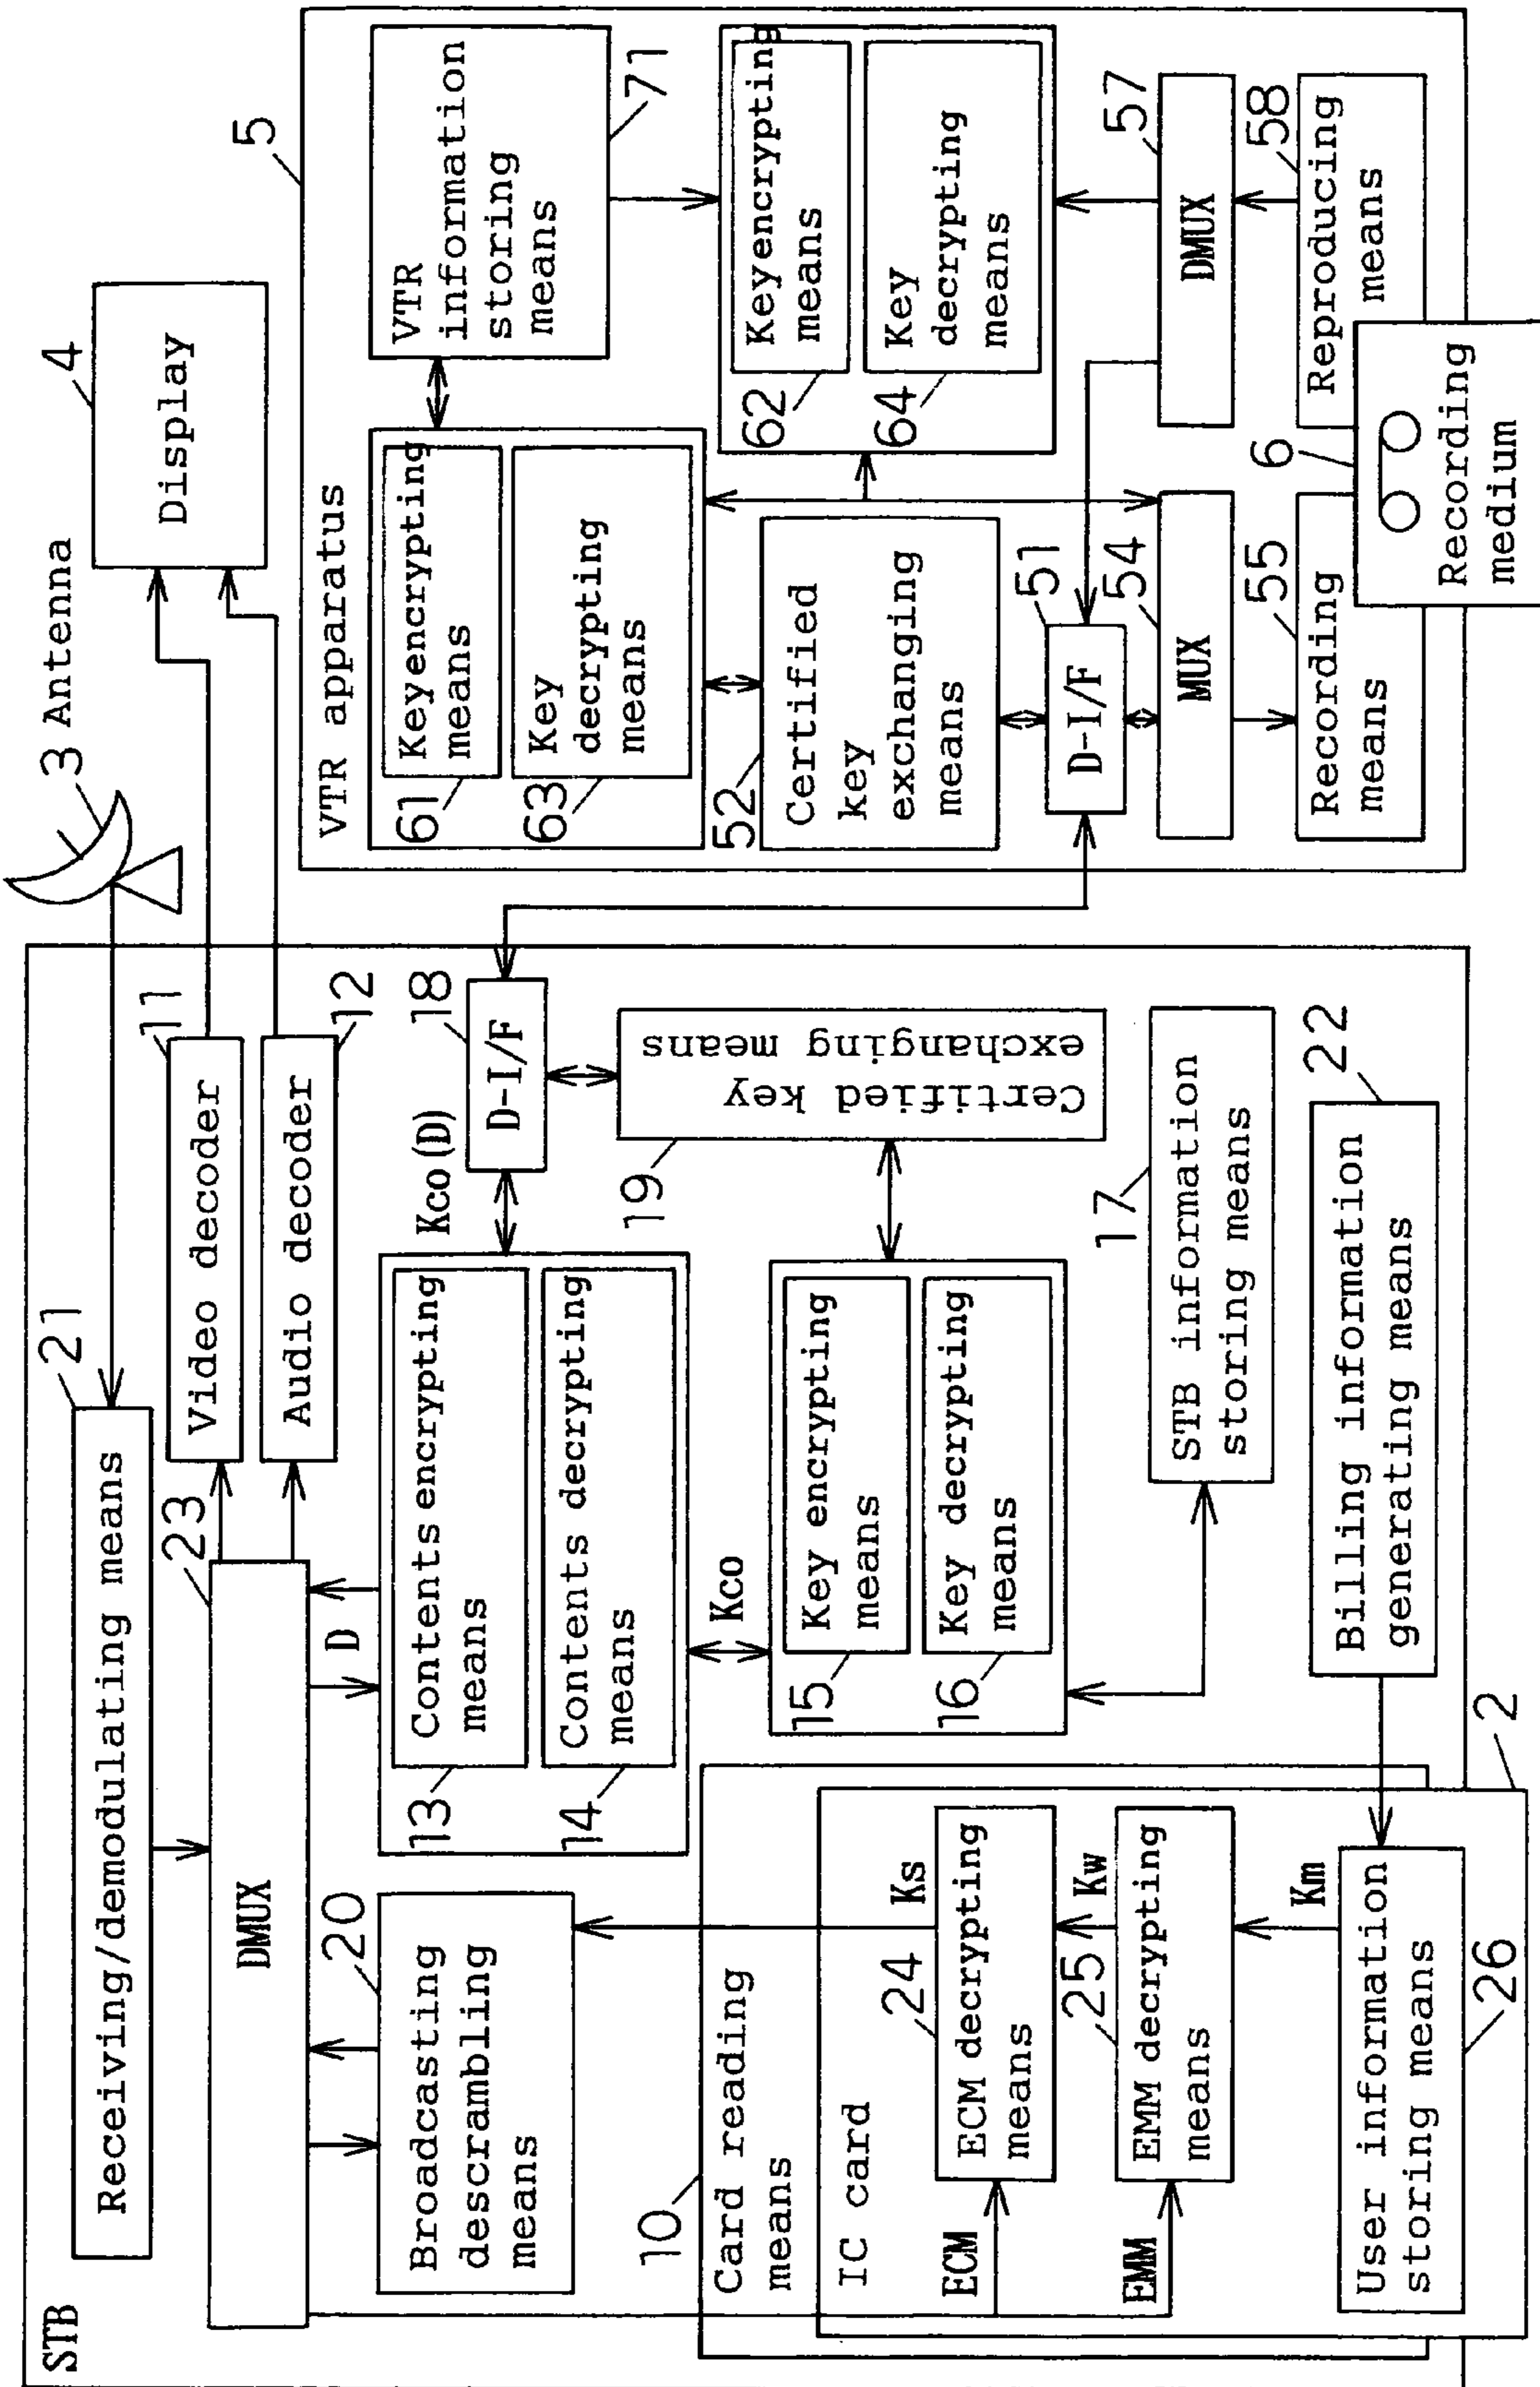 STB
21
Receiving/demodulating means
3 Antenna
4
Display
23
DMUX
11
Video decoder
12
Audio decoder
20
Broadcasting
descrambling
means
D
13
Contents encrypting
means
14
Contents decrypting
means
Kco(D)
18
D-I/F
19
Certified key
exchanging means
Kco
15
Key encrypting
means
16
Key decrypting
means
17
STB information
storing means
22
Billing information
generating means
10
Card reading
means
IC card
2
ECM
24
ECM decrypting
means
Ks
EMM
25
EMM decrypting
means
Kw
Km
User information
storing means
26
5
VTR apparatus
61
Keyencrypting
means
63
Key
decrypting
means
VTR
information
storing
means
71
62
Keyencrypting
means
64
Key
decrypting
means
52
Certified
key
exchanging
means
51
D-I/F
54
MUX
57
DMUX
55
Recording
means
58
Reproducing
means
6
Recording
medium